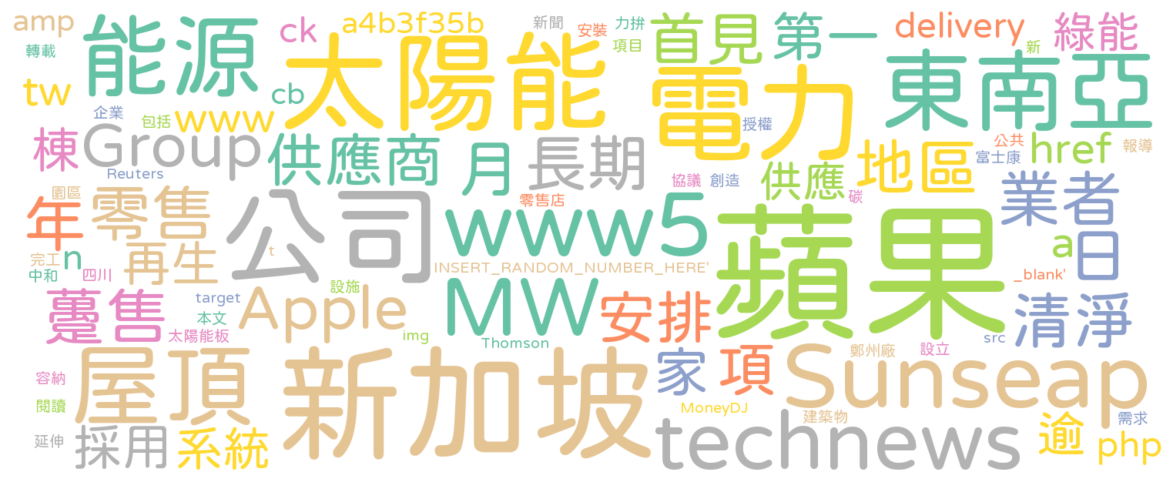 amp
能源
ck
a4b3f35b
新聞
安裝
力拚
項目
首見
第一
delivery
新
綠能
轉載
太陽能
電力
東南亞
tw
cb
企業
包括
www
授權
公共
富士康
href
報導
棟
Group
Reuters
供應商
月
長期
協議
創造
供應
碳
地區
業者
園區
年
零售
公司
零售店
www5
蘋果
a
日
完工
n
中和
四川
再生
t
INSERT_RANDOM_NUMBER_HERE'
_blank'
躉售
target
本文
太陽能板
Apple
設施
img
MW
Thomson
安排
清淨
src
鄭州廠
設立
容納
閱讀
屋頂
新加坡
家
項
Sunseap
MoneyDJ
建築物
需求
延伸
採用
系統
technews
逾
php